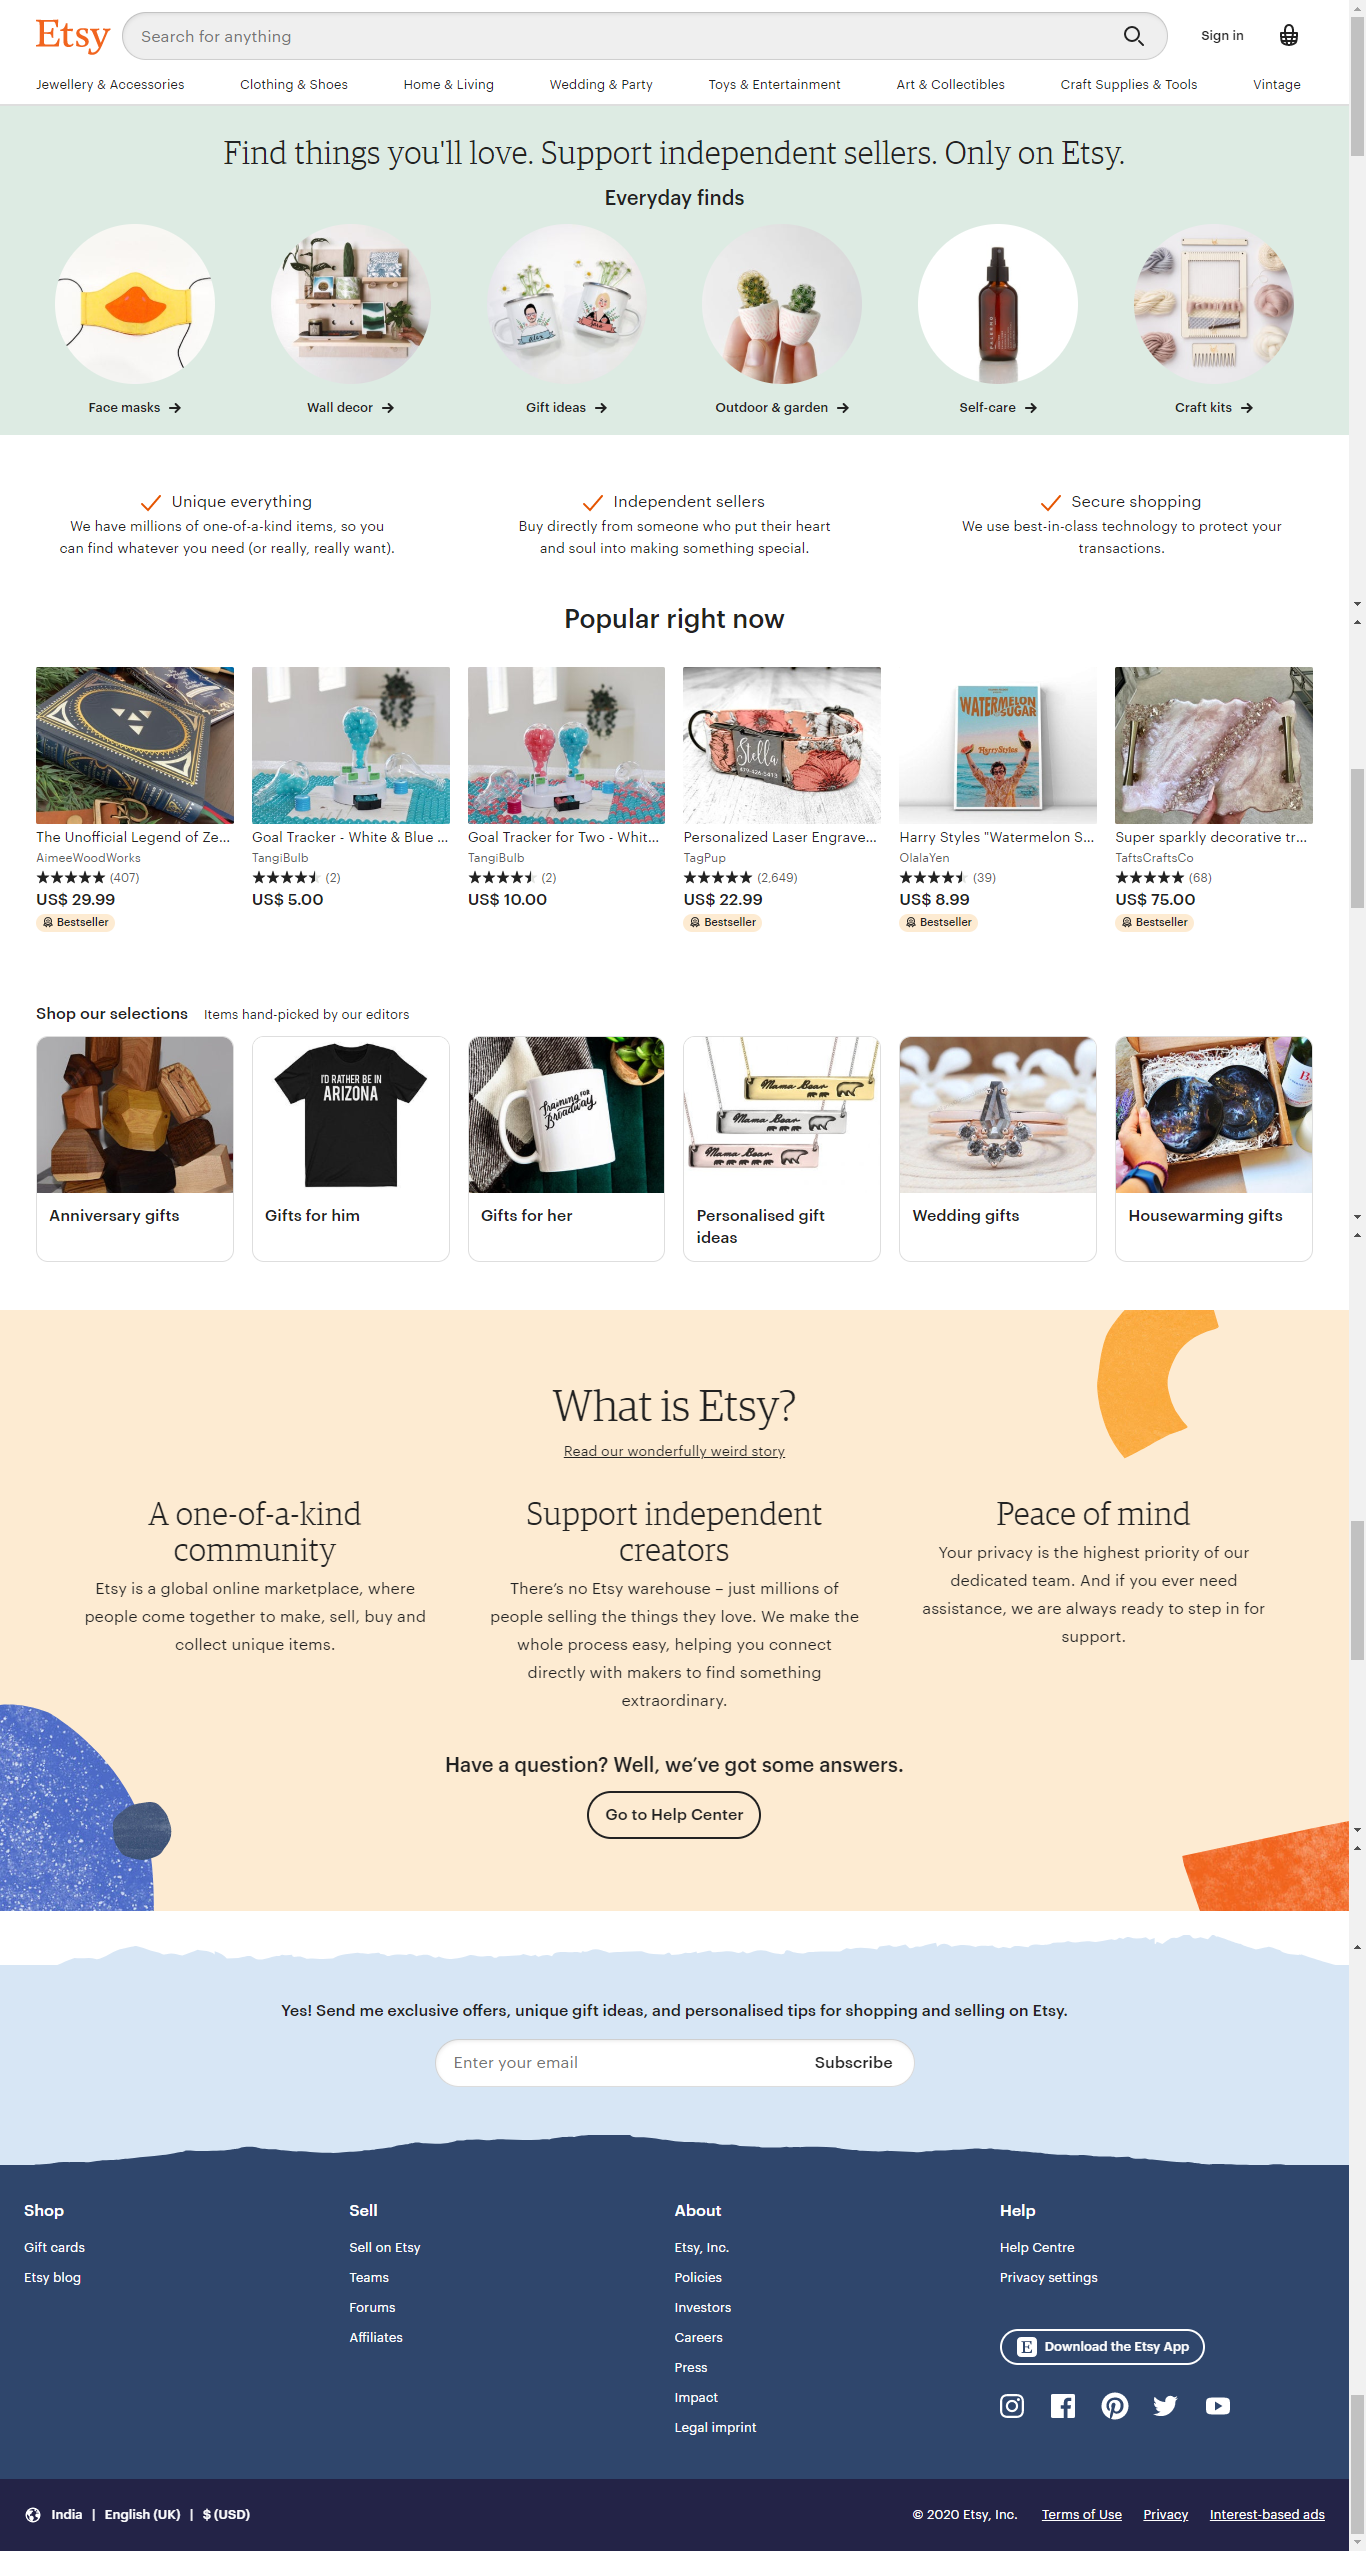 Etsy
Search for anything
Sign in
Jewellery & Accessories
Clothing & Shoes
Home & Living
Wedding & Party
Toys & Entertainment
Art & Collectibles
Craft Supplies & Tools
Vintage
Find things you'll love. Support independent sellers. Only on Etsy.
Everyday finds
Alex
Face masks
Wall decor
Gift ideas
Outdoor & garden
Self-care
Craft kits
Unique everything
We have millions of one-of-a-kind items, so you
can find whatever you need (or really, really want).
Independent sellers
Buy directly from someone who put their heart
and soul into making something special.
Secure shopping
We use best-in-class technology to protect your
transactions.
Popular right now
Stella
WATERMELON
SUGAR
Harry Styles
The Unofficial Legend of Ze...
AimeeWoodWorks
(407)
US$ 29.99
Bestseller
Goal Tracker - White & Blue ...
TangiBulb
(2)
US$ 5.00
Goal Tracker for Two - Whit...
TangiBulb
(2)
US$ 10.00
Personalized Laser Engrave...
TagPup
(2,649)
US$ 22.99
Bestseller
Harry Styles "Watermelon S...
OlalaYen
(39)
US$ 8.99
Bestseller
Super sparkly decorative tr...
TaftsCraftsCo
(68)
US$ 75.00
Bestseller
Shop our selections
Items hand-picked by our editors
I'D RATHER BE IN
ARIZONA
Training for
Broadway
Mama Bear
Mama Bear
Mama Bear
Anniversary gifts
Gifts for him
Gifts for her
Personalised gift
ideas
Wedding gifts
Housewarming gifts
What is Etsy?
Read our wonderfully weird story
A one-of-a-kind
community
Etsy is a global online marketplace, where
people come together to make, sell, buy and
collect unique items.
Support independent
creators
There’s no Etsy warehouse – just millions of
people selling the things they love. We make the
whole process easy, helping you connect
directly with makers to find something
extraordinary.
Peace of mind
Your privacy is the highest priority of our
dedicated team. And if you ever need
assistance, we are always ready to step in for
support.
Have a question? Well, we’ve got some answers.
Go to Help Center
Yes! Send me exclusive offers, unique gift ideas, and personalised tips for shopping and selling on Etsy.
Enter your email
Subscribe
Shop
Gift cards
Etsy blog
Sell
Sell on Etsy
Teams
Forums
Affiliates
About
Etsy, Inc.
Policies
Investors
Careers
Press
Impact
Legal imprint
Help
Help Centre
Privacy settings
E Download the Etsy App
India | English (UK) | $ (USD)
© 2020 Etsy, Inc.
Terms of Use
Privacy
Interest-based ads